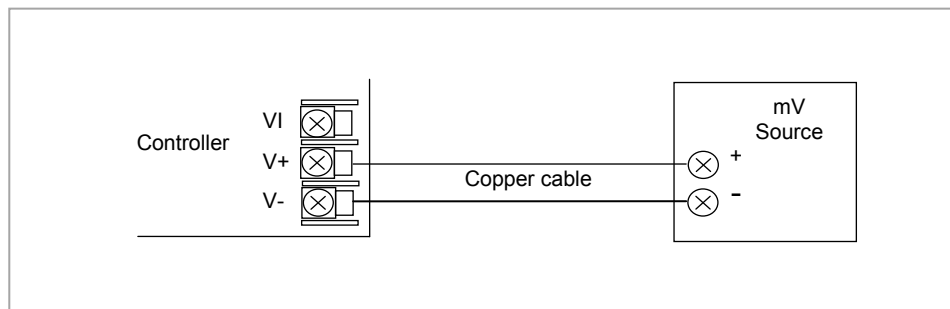 Controller
VI
V+
V-
Copper cable
mV
Source
+
-